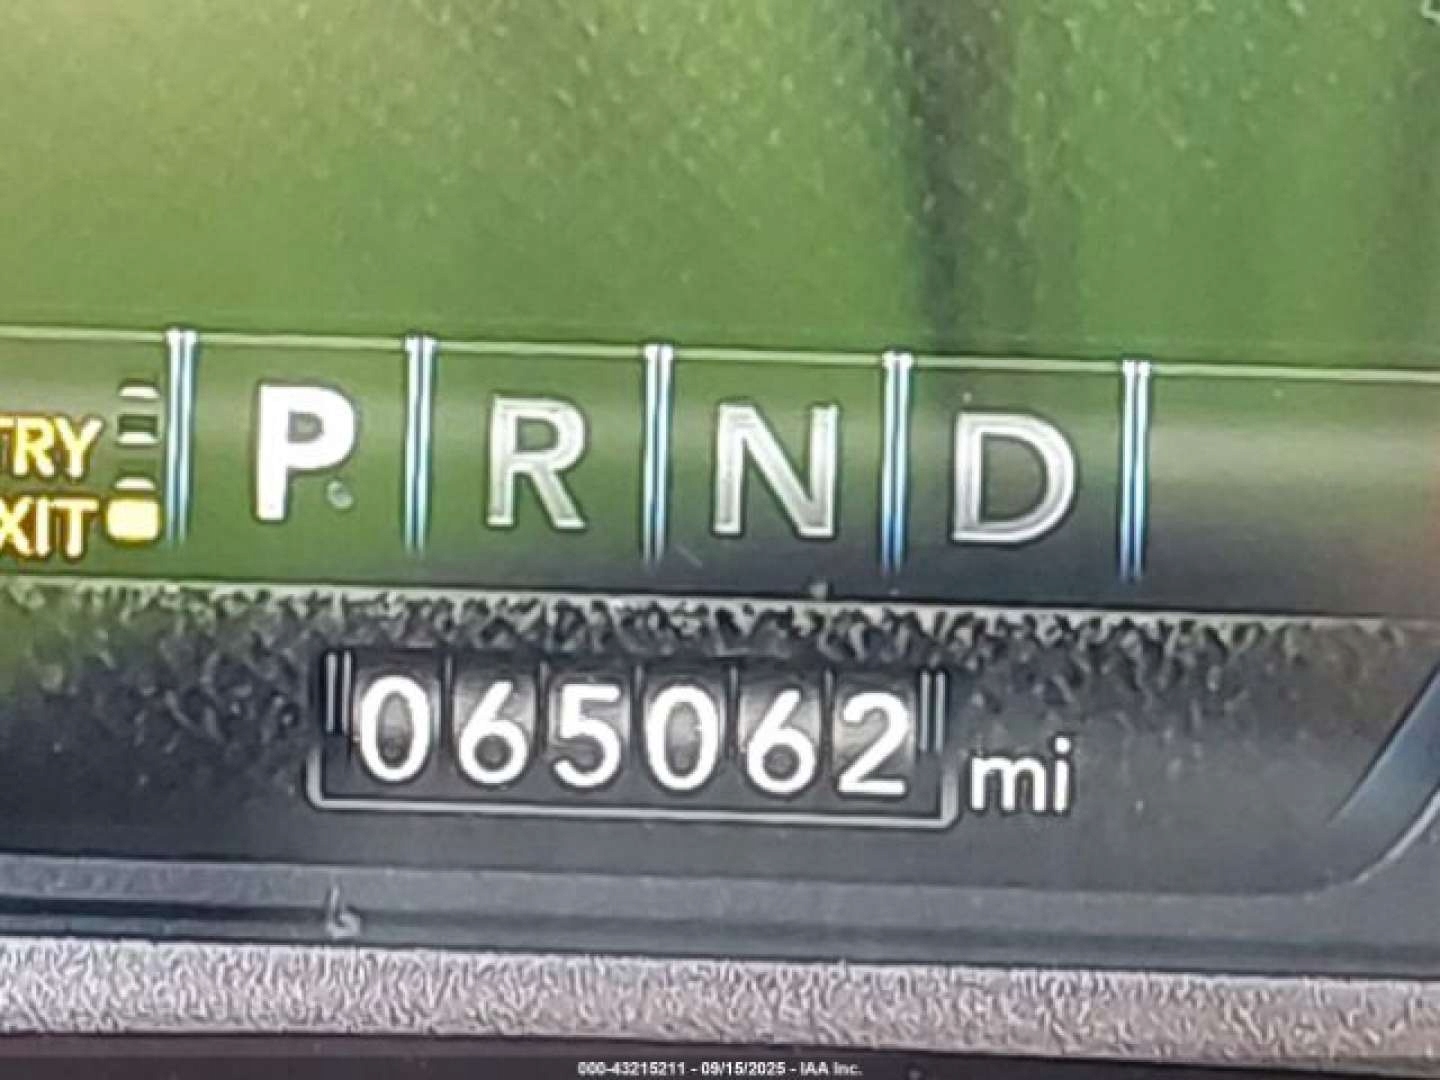 TRY
XIT
P R N D
065062 mi
000-43215211 - 09/15/2025 - IAA Inc.